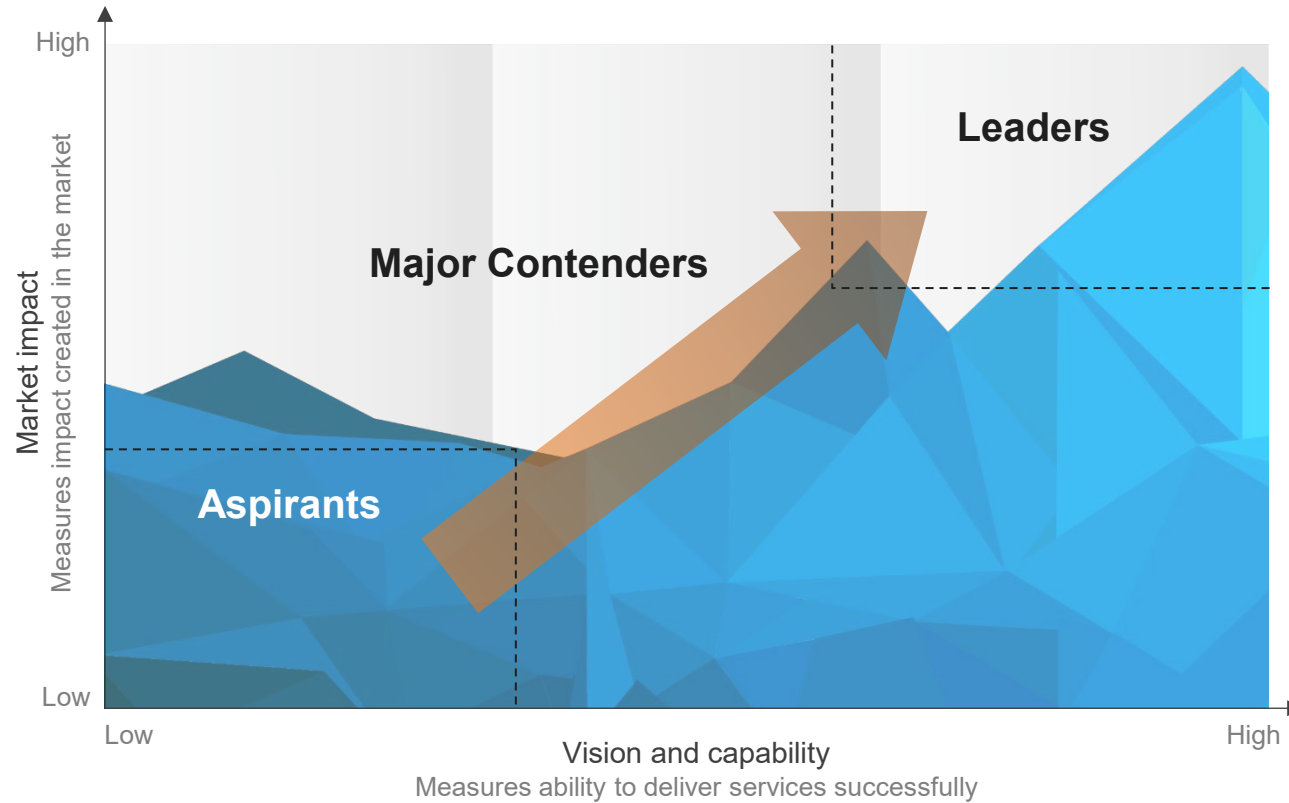 High
Leaders
Major Contenders
Market impact
Measures impact created in the market
Aspirants
Low
Low
High
Vision and capability
Measures ability to deliver services successfully